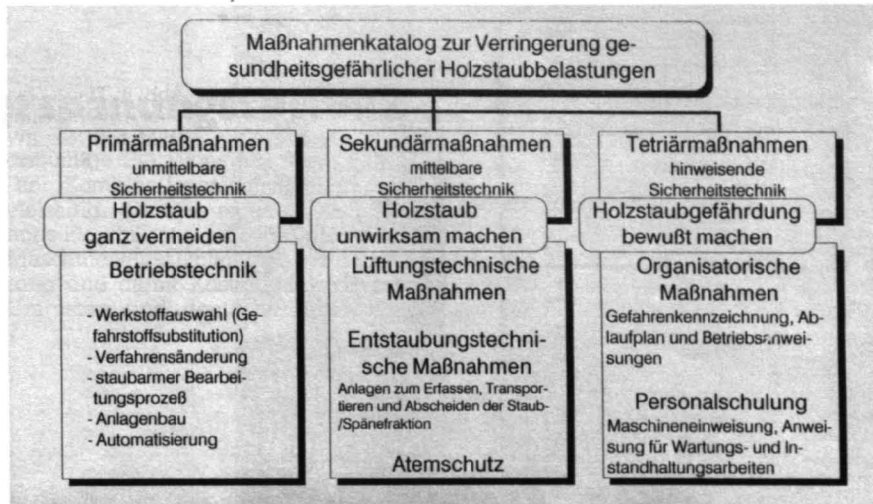 Maßnahmenkatalog zur Verringerung ge-
sundheitsgefährlicher Holzstaubbelastungen
Primärmaßnahmen
unmittelbare
Sicherheitstechnik
Holzstaub
ganz vermeiden
Betriebstechnik
- Werkstoffauswahl (Ge-
fahrstoffsubstitution)
- Verfahrensänderung
- staubarmer Bearbei-
tungsprozeß
- Anlagenbau
- Automatisierung
Sekundärmaßnahmen
mittelbare
Sicherheitstechnik
Holzstaub
unwirksam machen
Lüftungstechnische
Maßnahmen
Entstaubungstechni-
sche Maßnahmen
Anlagen zum Erfassen, Transpor-
tieren und Abscheiden der Staub-
/Spänefraktion
Atemschutz
Tetriärmaßnahmen
hinweisende
Sicherheitstechnik
Holzstaubgefährdung
bewußt machen
Organisatorische
Maßnahmen
Gefahrenkennzeichnung, Ab-
laufplan und Betriebsanwei-
sungen
Personalschulung
Maschineneinweisung, Anwei-
sung für Wartungs- und In-
standhaltungsarbeiten